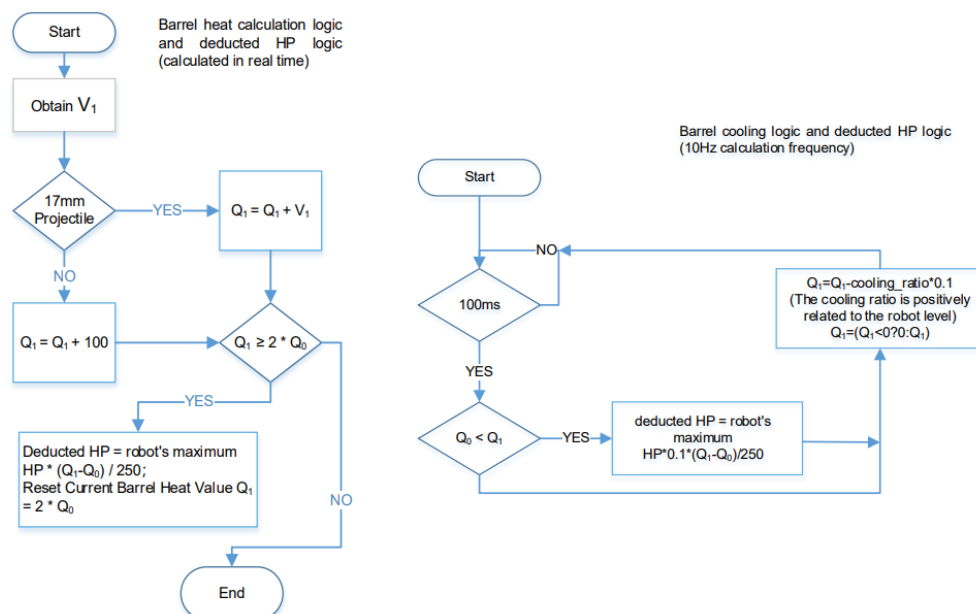 Start
Barrel heat calculation logic
and deducted HP logic
(calculated in real time)
Obtain V₁
17mm
Projectile
YES
Q₁ = Q₁ + V₁
NO
Q₁ = Q₁ + 100
Q₁ ≥ 2 * Q₀
YES
Deducted HP = robot's maximum
HP * (Q₁-Q₀) / 250;
Reset Current Barrel Heat Value Q₁
= 2 * Q₀
NO
End
Barrel cooling logic and deducted HP logic
(10Hz calculation frequency)
Start
NO
100ms
Q₁=Q₁-cooling_ratio*0.1
(The cooling ratio is positively
related to the robot level)
Q₁=(Q₁<0?0:Q₁)
YES
Q₀ < Q₁
YES
deducted HP = robot's
maximum
HP*0.1*(Q₁-Q₀)/250